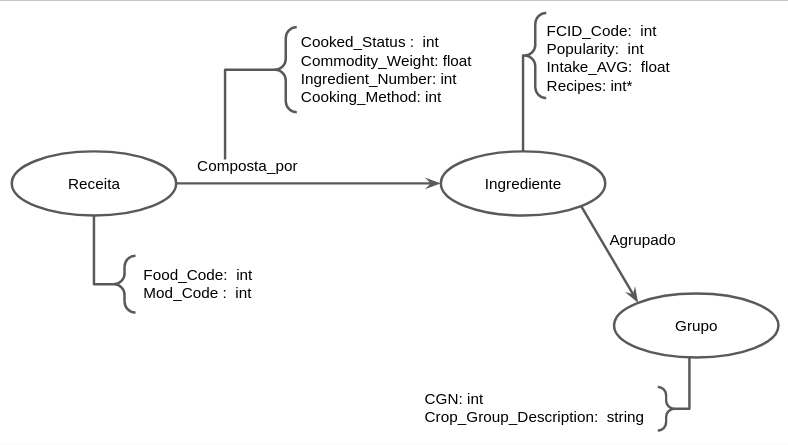 Cooked_Status :  int
Commodity_Weight: float
Ingredient_Number: int
Cooking_Method: int
FCID_Code:  int
Popularity:  int
Intake_AVG:  float
Recipes: int*
Composta_por
Receita
Ingrediente
Agrupado
Food_Code:  int
Mod_Code :  int
Grupo
CGN: int
Crop_Group_Description:  string